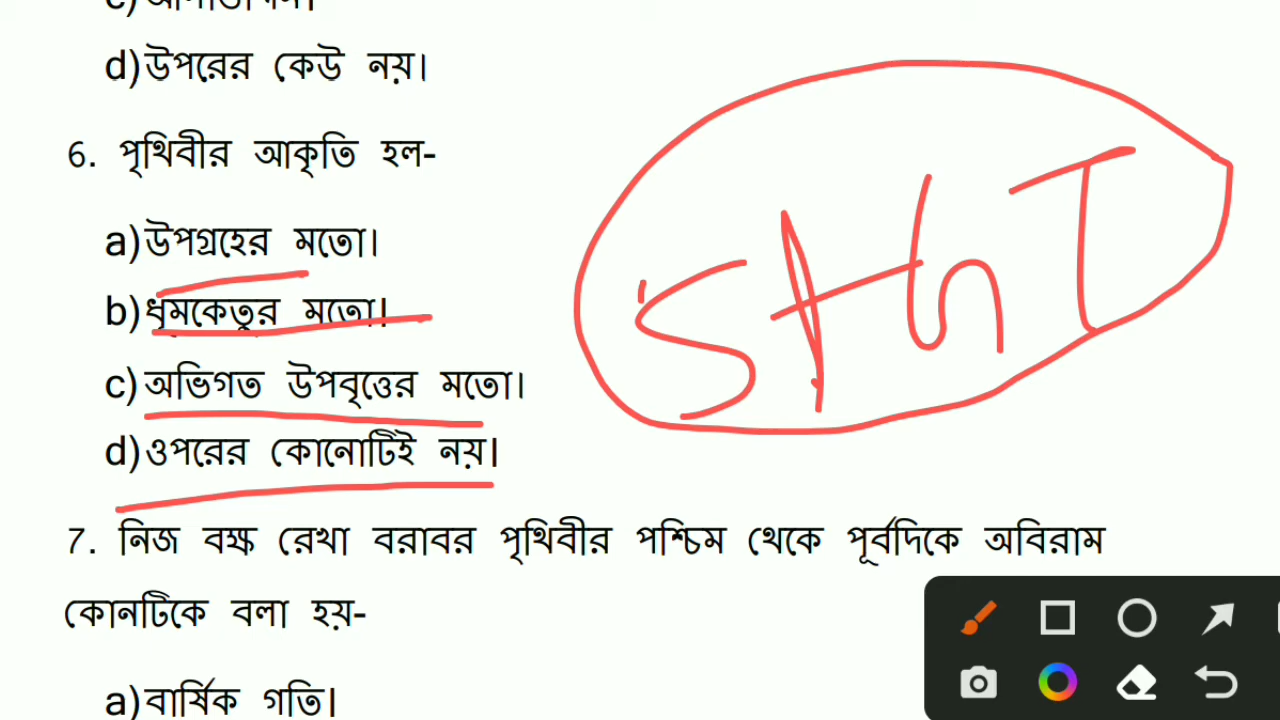 d)উপরের কেউ নয়।
6. পৃথিবীর আকৃতি হল-
a)উপগ্রহের মতো।
b)ধূমকেতুর মতো।
c)অভিগত উপবৃত্তের মতো।
d)ওপরের কোনোটিই নয়।
7. নিজ বক্ষ রেখা বরাবর পৃথিবীর পশ্চিম থেকে পূর্বদিকে অবিরাম
কোনটিকে বলা হয়-
a)বার্ষিক গতি।